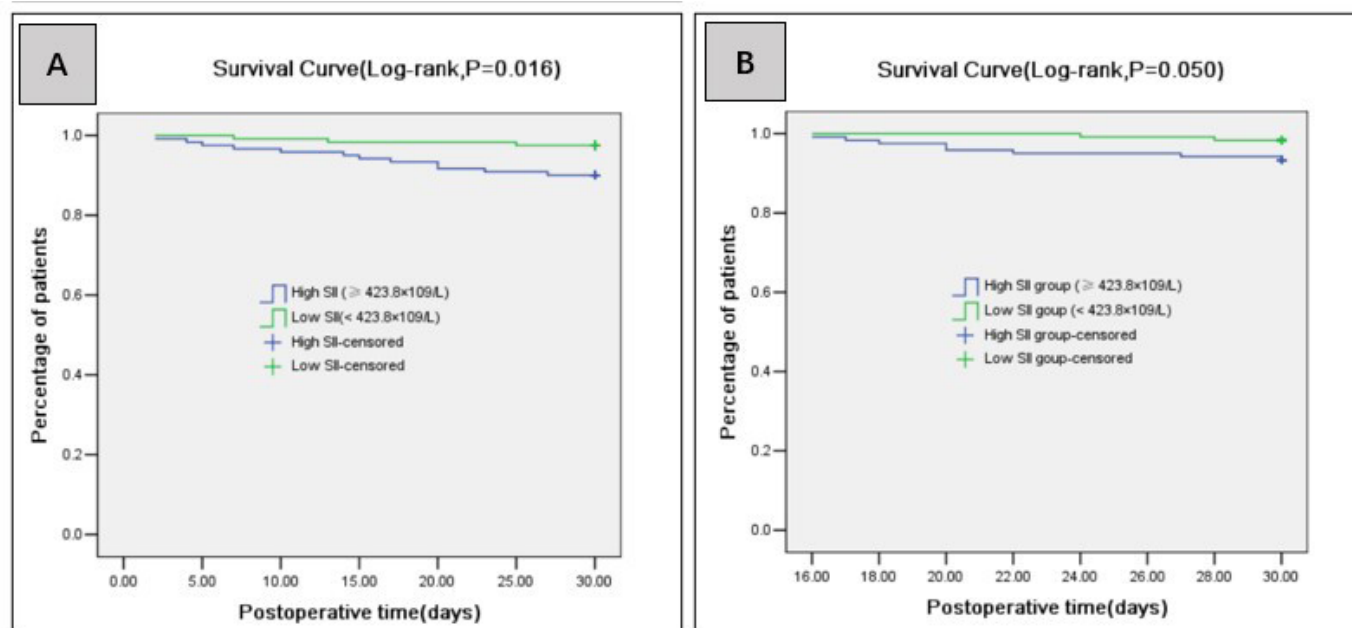 A
Survival Curve(Log-rank,P=0.016)
Percentage of patients
1.0
0.8
0.6
0.4
0.2
0.0
High SII (≥ 423.8×109/L)
Low SII(< 423.8×109/L)
High SII-censored
Low SII-censored
0.00 5.00 10.00 15.00 20.00 25.00 30.00
Postoperative time(days)
B
Survival Curve(Log-rank,P=0.050)
Percentage of patients
1.0
0.8
0.6
0.4
0.2
0.0
High SII group (≥ 423.8×109/L)
Low SII goup (< 423.8×109/L)
High SII group-censored
Low SII goup-censored
16.00 18.00 20.00 22.00 24.00 26.00 28.00 30.00
Postoperative time(days)